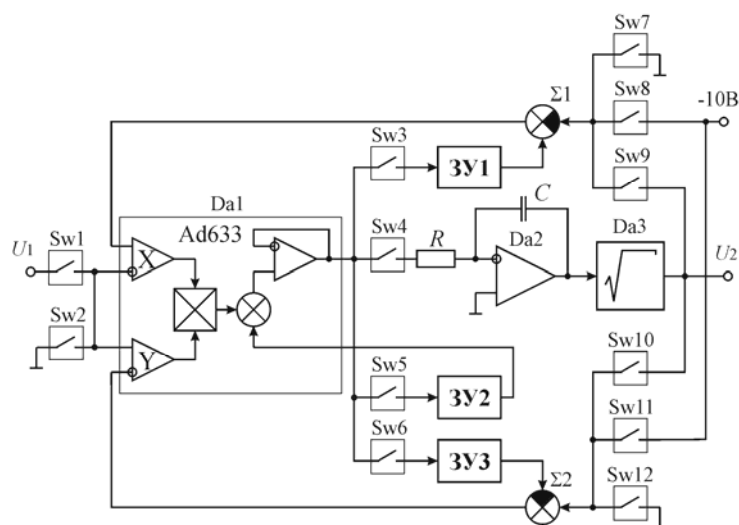 Sw7
Σ1
Sw8
-10В
Sw3
ЗУ1
Sw9
Da1
Ad633
Sw4
R
C
Da2
Da3
U1
Sw1
X
U2
Sw2
Y
Sw10
Sw5
ЗУ2
Sw11
Sw6
ЗУ3
Σ2
Sw12